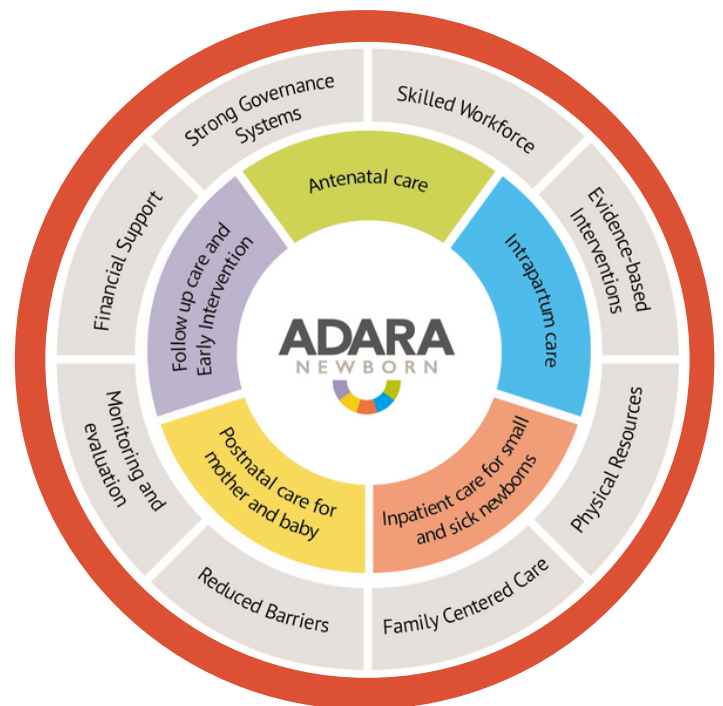 Strong Governance
Systems
Skilled Workforce
Evidence-based
Interventions
Physical Resources
Family Centered Care
Reduced Barriers
Monitoring and
evaluation
Financial Support
Antenatal care
Intrapartum care
Inpatient care for small
and sick newborns
Postnatal care for
mother and baby
Follow up care and
Early Intervention
ADARA
NEWBORN